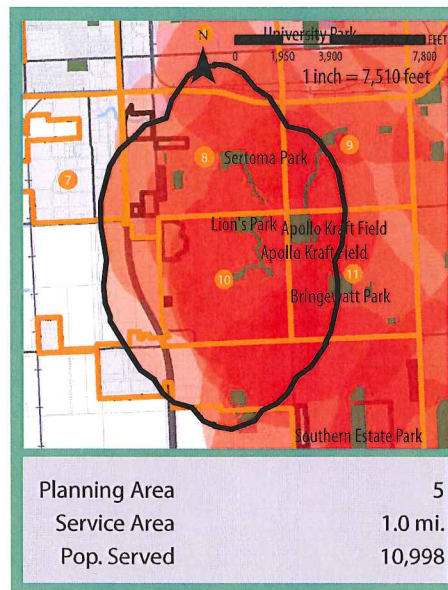 University Park
N
FEET
0 1,950 3,900 7,800
1 inch = 7,510 feet
9
8
Sertoma Park
7
Lion's Park
Apollo Kraft Field
Apollo Kraft Field
10
11
Bringewatt Park
Southern Estate Park
Planning Area 5
Service Area 1.0 mi.
Pop. Served 10,998